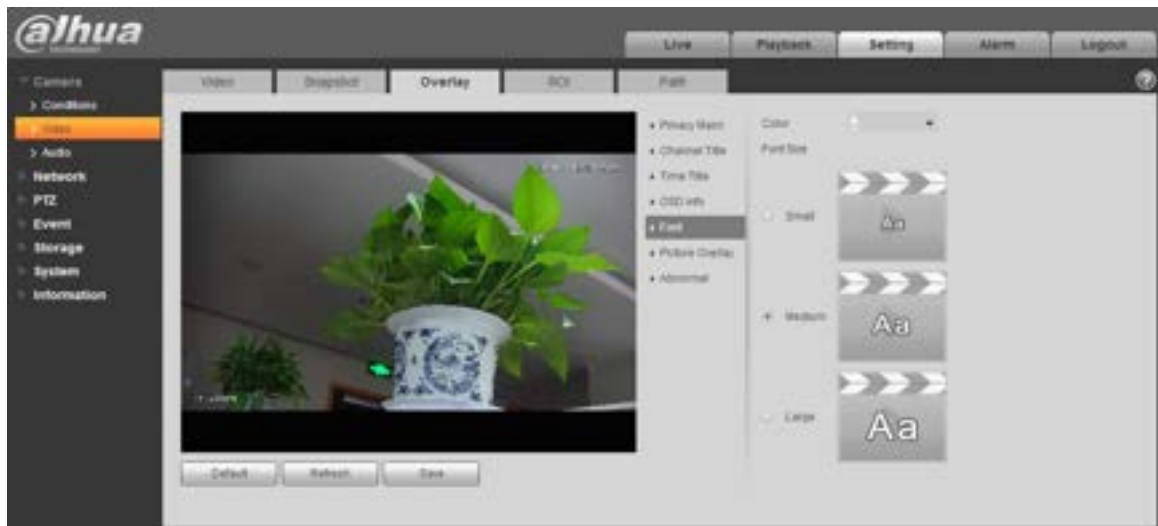 alhua
TECHNOLOGY
Live
Playback
Setting
Alarm
Logout
Camera
Conditions
Video
Audio
Network
PTZ
Event
Storage
System
Information
Video
Snapshot
Overlay
ROI
Path
Privacy Mask
Channel Title
Time Title
OSD Info
Font
Picture Overlay
Abnormal
Color
Font Size
Small
Aa
Medium
Aa
Large
Aa
Default
Refresh
Save